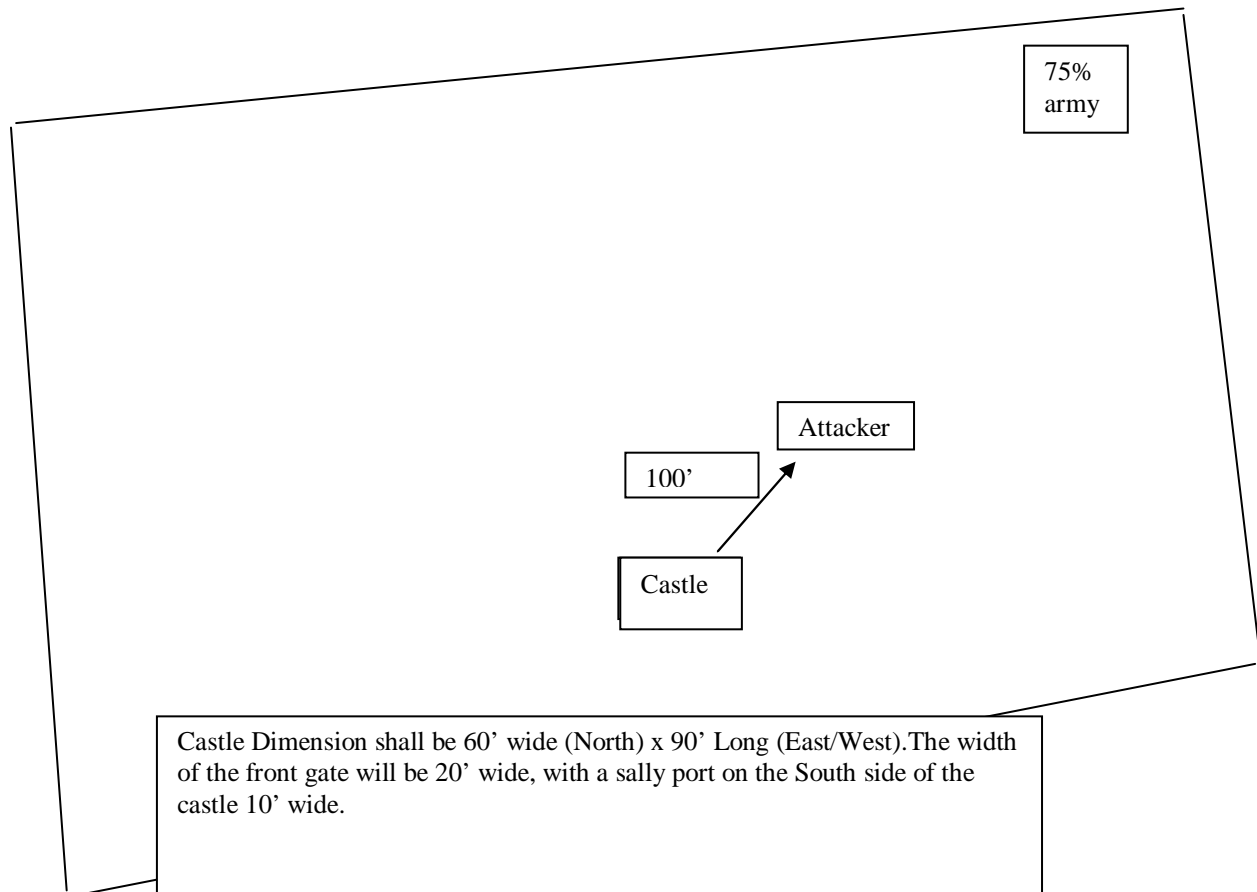 75%
army
Attacker
100’
Castle
Castle Dimension shall be 60’ wide (North) x 90’ Long (East/West).The width
of the front gate will be 20’ wide, with a sally port on the South side of the
castle 10’ wide.